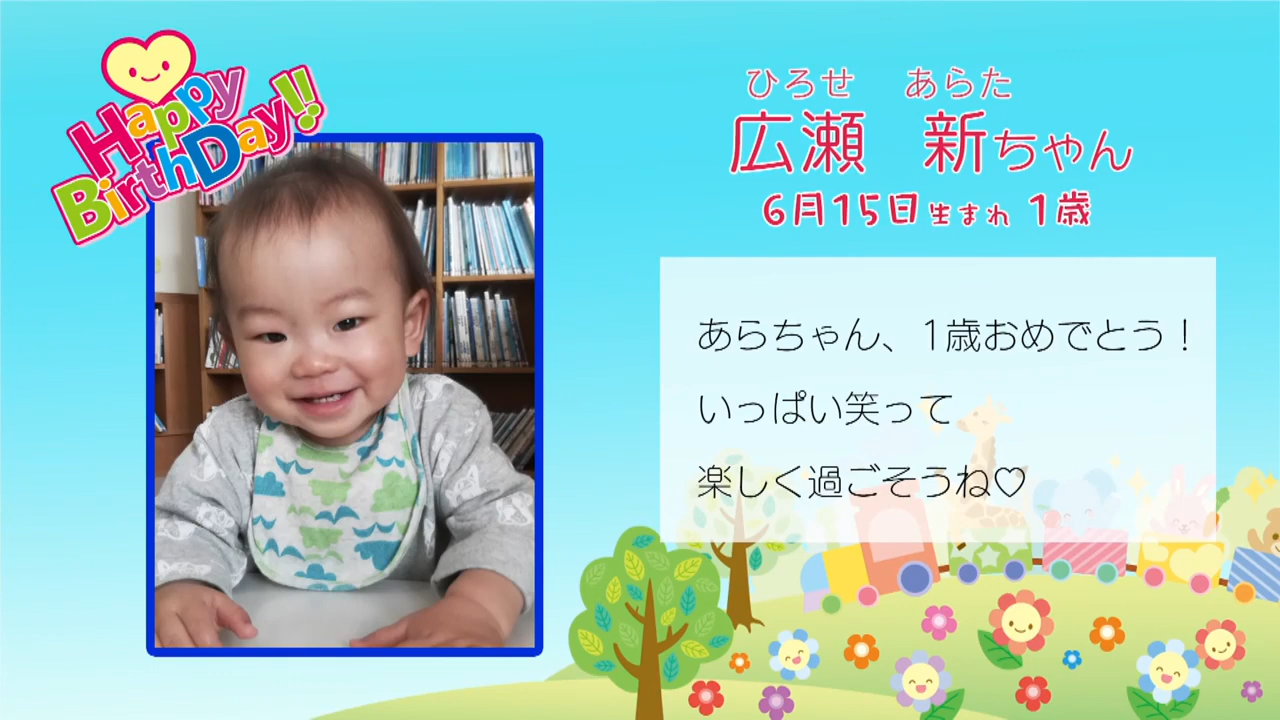 Happy
BirthDay!!
ひろせ　あらた
広瀬　新ちゃん
6月15日生まれ 1歳
あらちゃん、1歳おめでとう！
いっぱい笑って
楽しく過ごそうね♡